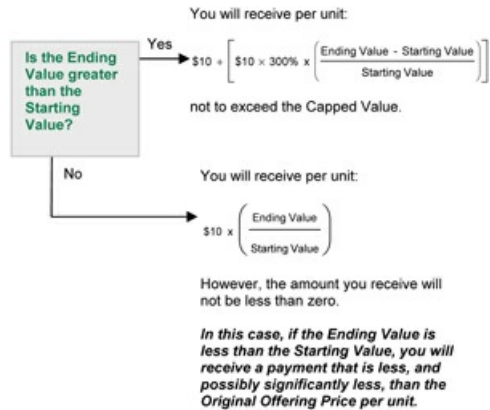 You will receive per unit:
Is the Ending
Value greater
than the
Starting
Value?
Yes
$10 + [ $10 × 300% x ( Ending Value - Starting Value
Starting Value ) ]
not to exceed the Capped Value.
No
You will receive per unit:
$10 x ( Ending Value
Starting Value )
However, the amount you receive will
not be less than zero.
In this case, if the Ending Value is
less than the Starting Value, you will
receive a payment that is less, and
possibly significantly less, than the
Original Offering Price per unit.